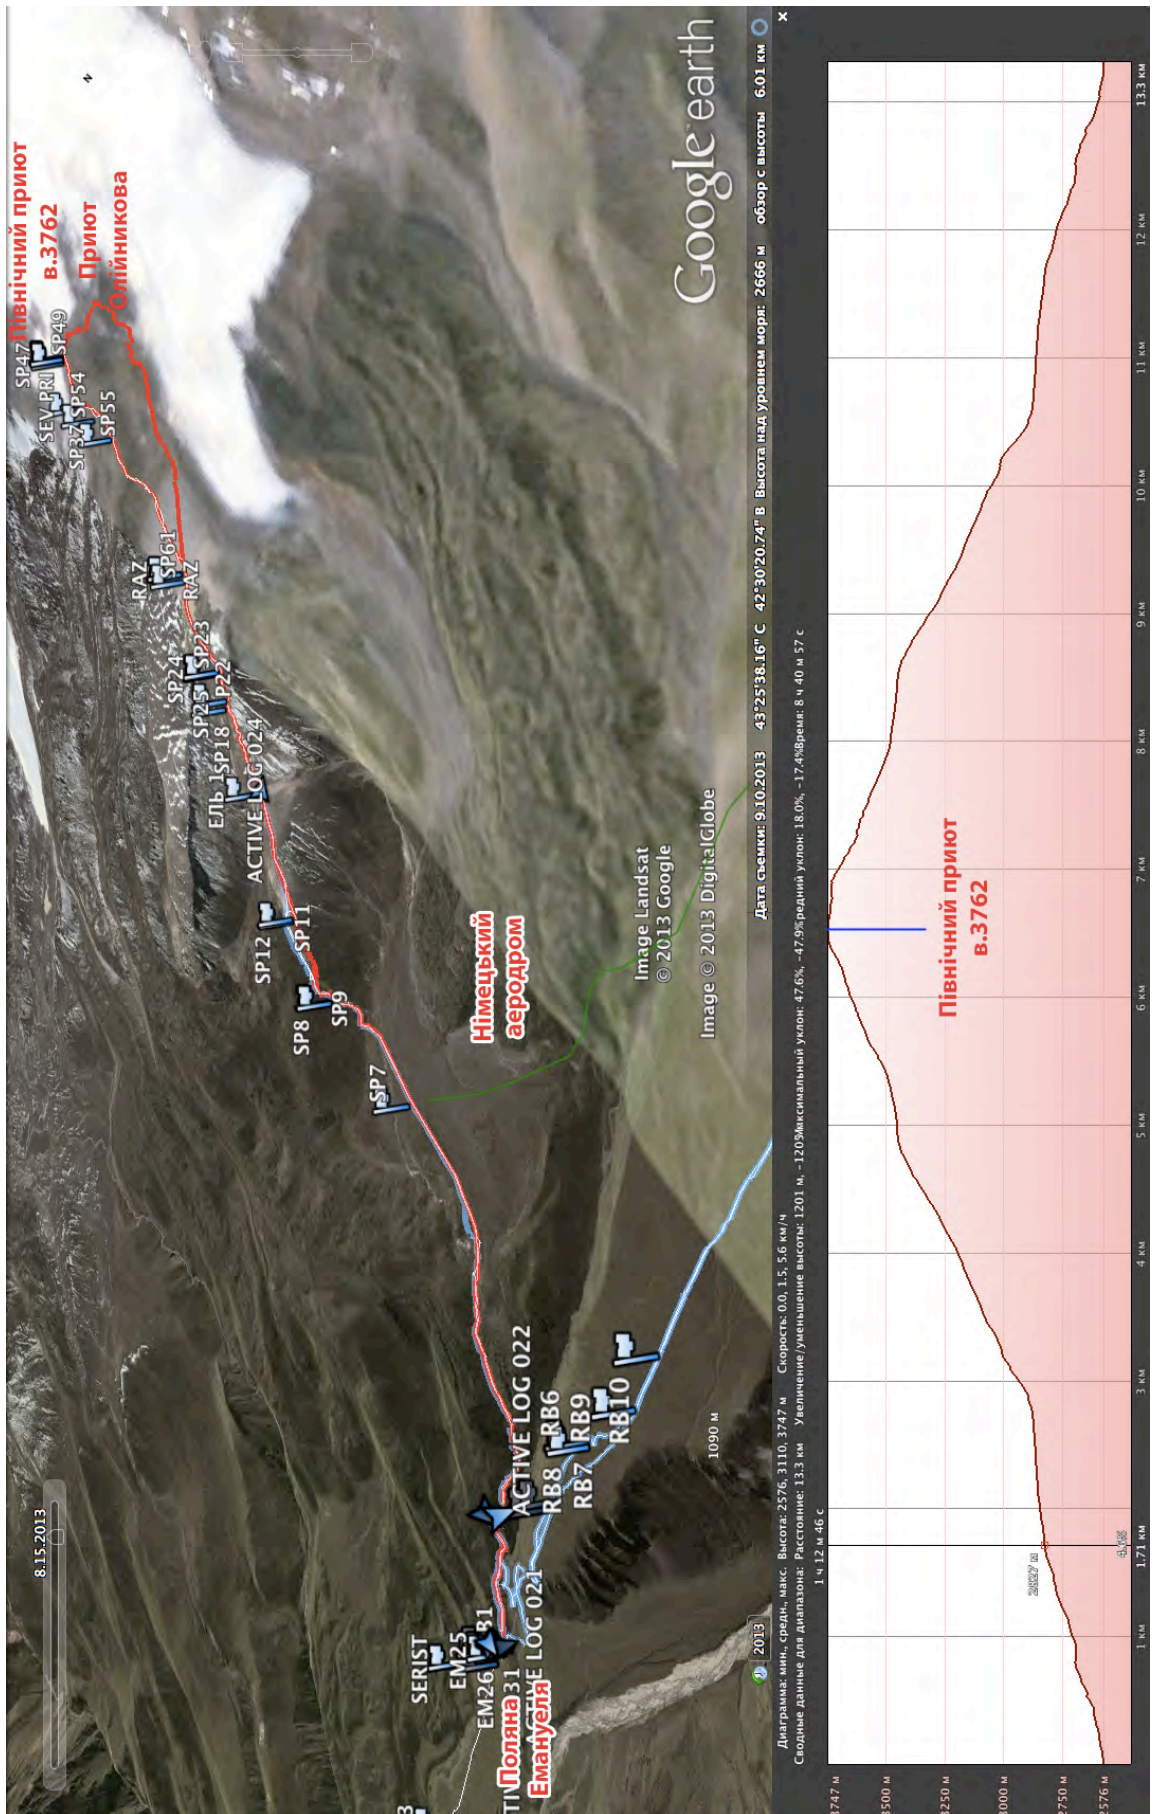 8.15.2013
Північний приют
в.3762
Приют
Олійникова
SP47
SP49
SEV PRI
SP54
SP37
SP55
RAZ
SP61
RAZ
SP24
SP23
SP25
P22
ЕЛЬ 1
SP18
ACTIVE LOG 024
SP12
SP11
SP8
SP9
SP7
Німецький
аеродром
SERIST
EM25
B1
EM26
31
Поляна
Емануеля
ACTIVE LOG 021
ACTIVE LOG 022
RB8
RB6
RB7
RB9
RB10
1090 м
Image Landsat
© 2013 Google
Image © 2013 DigitalGlobe
Google earth
2013
Дата съемки: 9.10.2013 43°25'38.16" С 42°30'20.74" В Высота над уровнем моря: 2666 м обзор с высоты 6.01 км
Диаграмма: мин., средн., макс. Высота: 2576, 3110, 3747 м Скорость: 0.0, 1.5, 5.6 км/ч
Сводные данные для диапазона: Расстояние: 13.3 км Увеличение/уменьшение высоты: 1201 м, -1205 Максимальный уклон: 47.6%, -47.9% редний уклон: 18.0%, -17.4% Время: 8 ч 40 м 57 с
1 ч 12 м 46 с
3747 м
3500 м
3250 м
3000 м
2750 м
2576 м
2827 м
Північний приют
в.3762
1 км
1.71 км
3 км
4 км
5 км
6 км
7 км
8 км
9 км
10 км
11 км
12 км
13.3 км